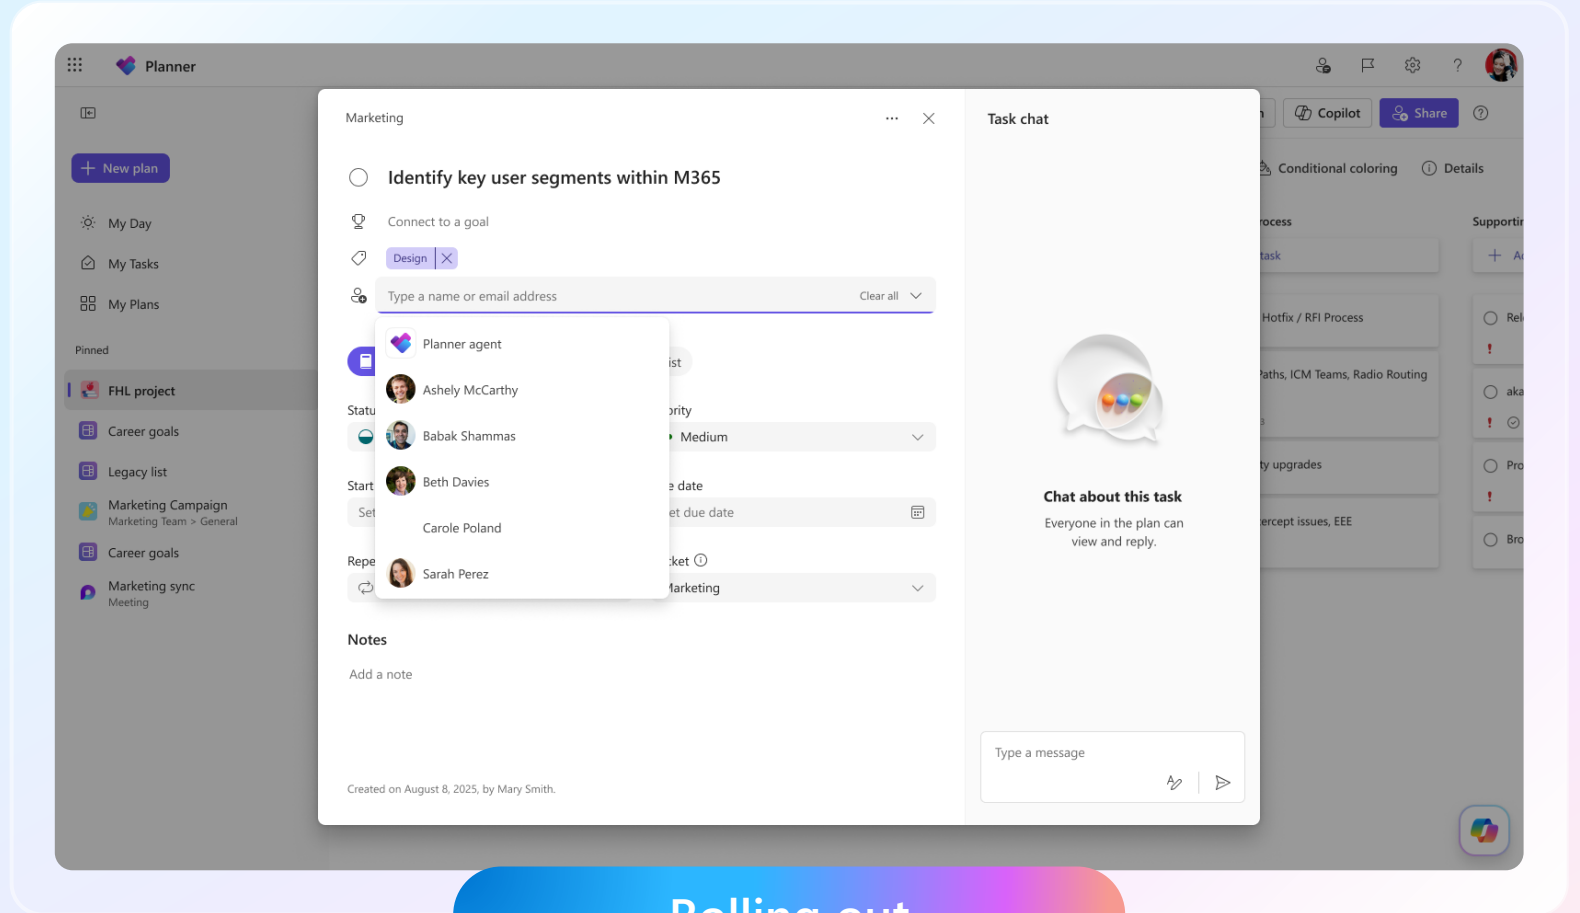 Planner
Copilot
Share
New plan
My Day
My Tasks
My Plans
Pinned
FHL project
Career goals
Legacy list
Marketing Campaign
Marketing Team > General
Career goals
Marketing sync
Meeting
Marketing
Identify key user segments within M365
Connect to a goal
Design
Type a name or email address
Clear all
Planner agent
Ashely McCarthy
Babak Shammas
Beth Davies
Carole Poland
Sarah Perez
Medium
due date
Marketing
Notes
Add a note
Created on August 8, 2025, by Mary Smith.
Task chat
Chat about this task
Everyone in the plan can
view and reply.
Type a message
Conditional coloring
Details
task
Hotfix / RFI Process
Paths, ICM Teams, Radio Routing
upgrades
issues, EEE
Rolling out